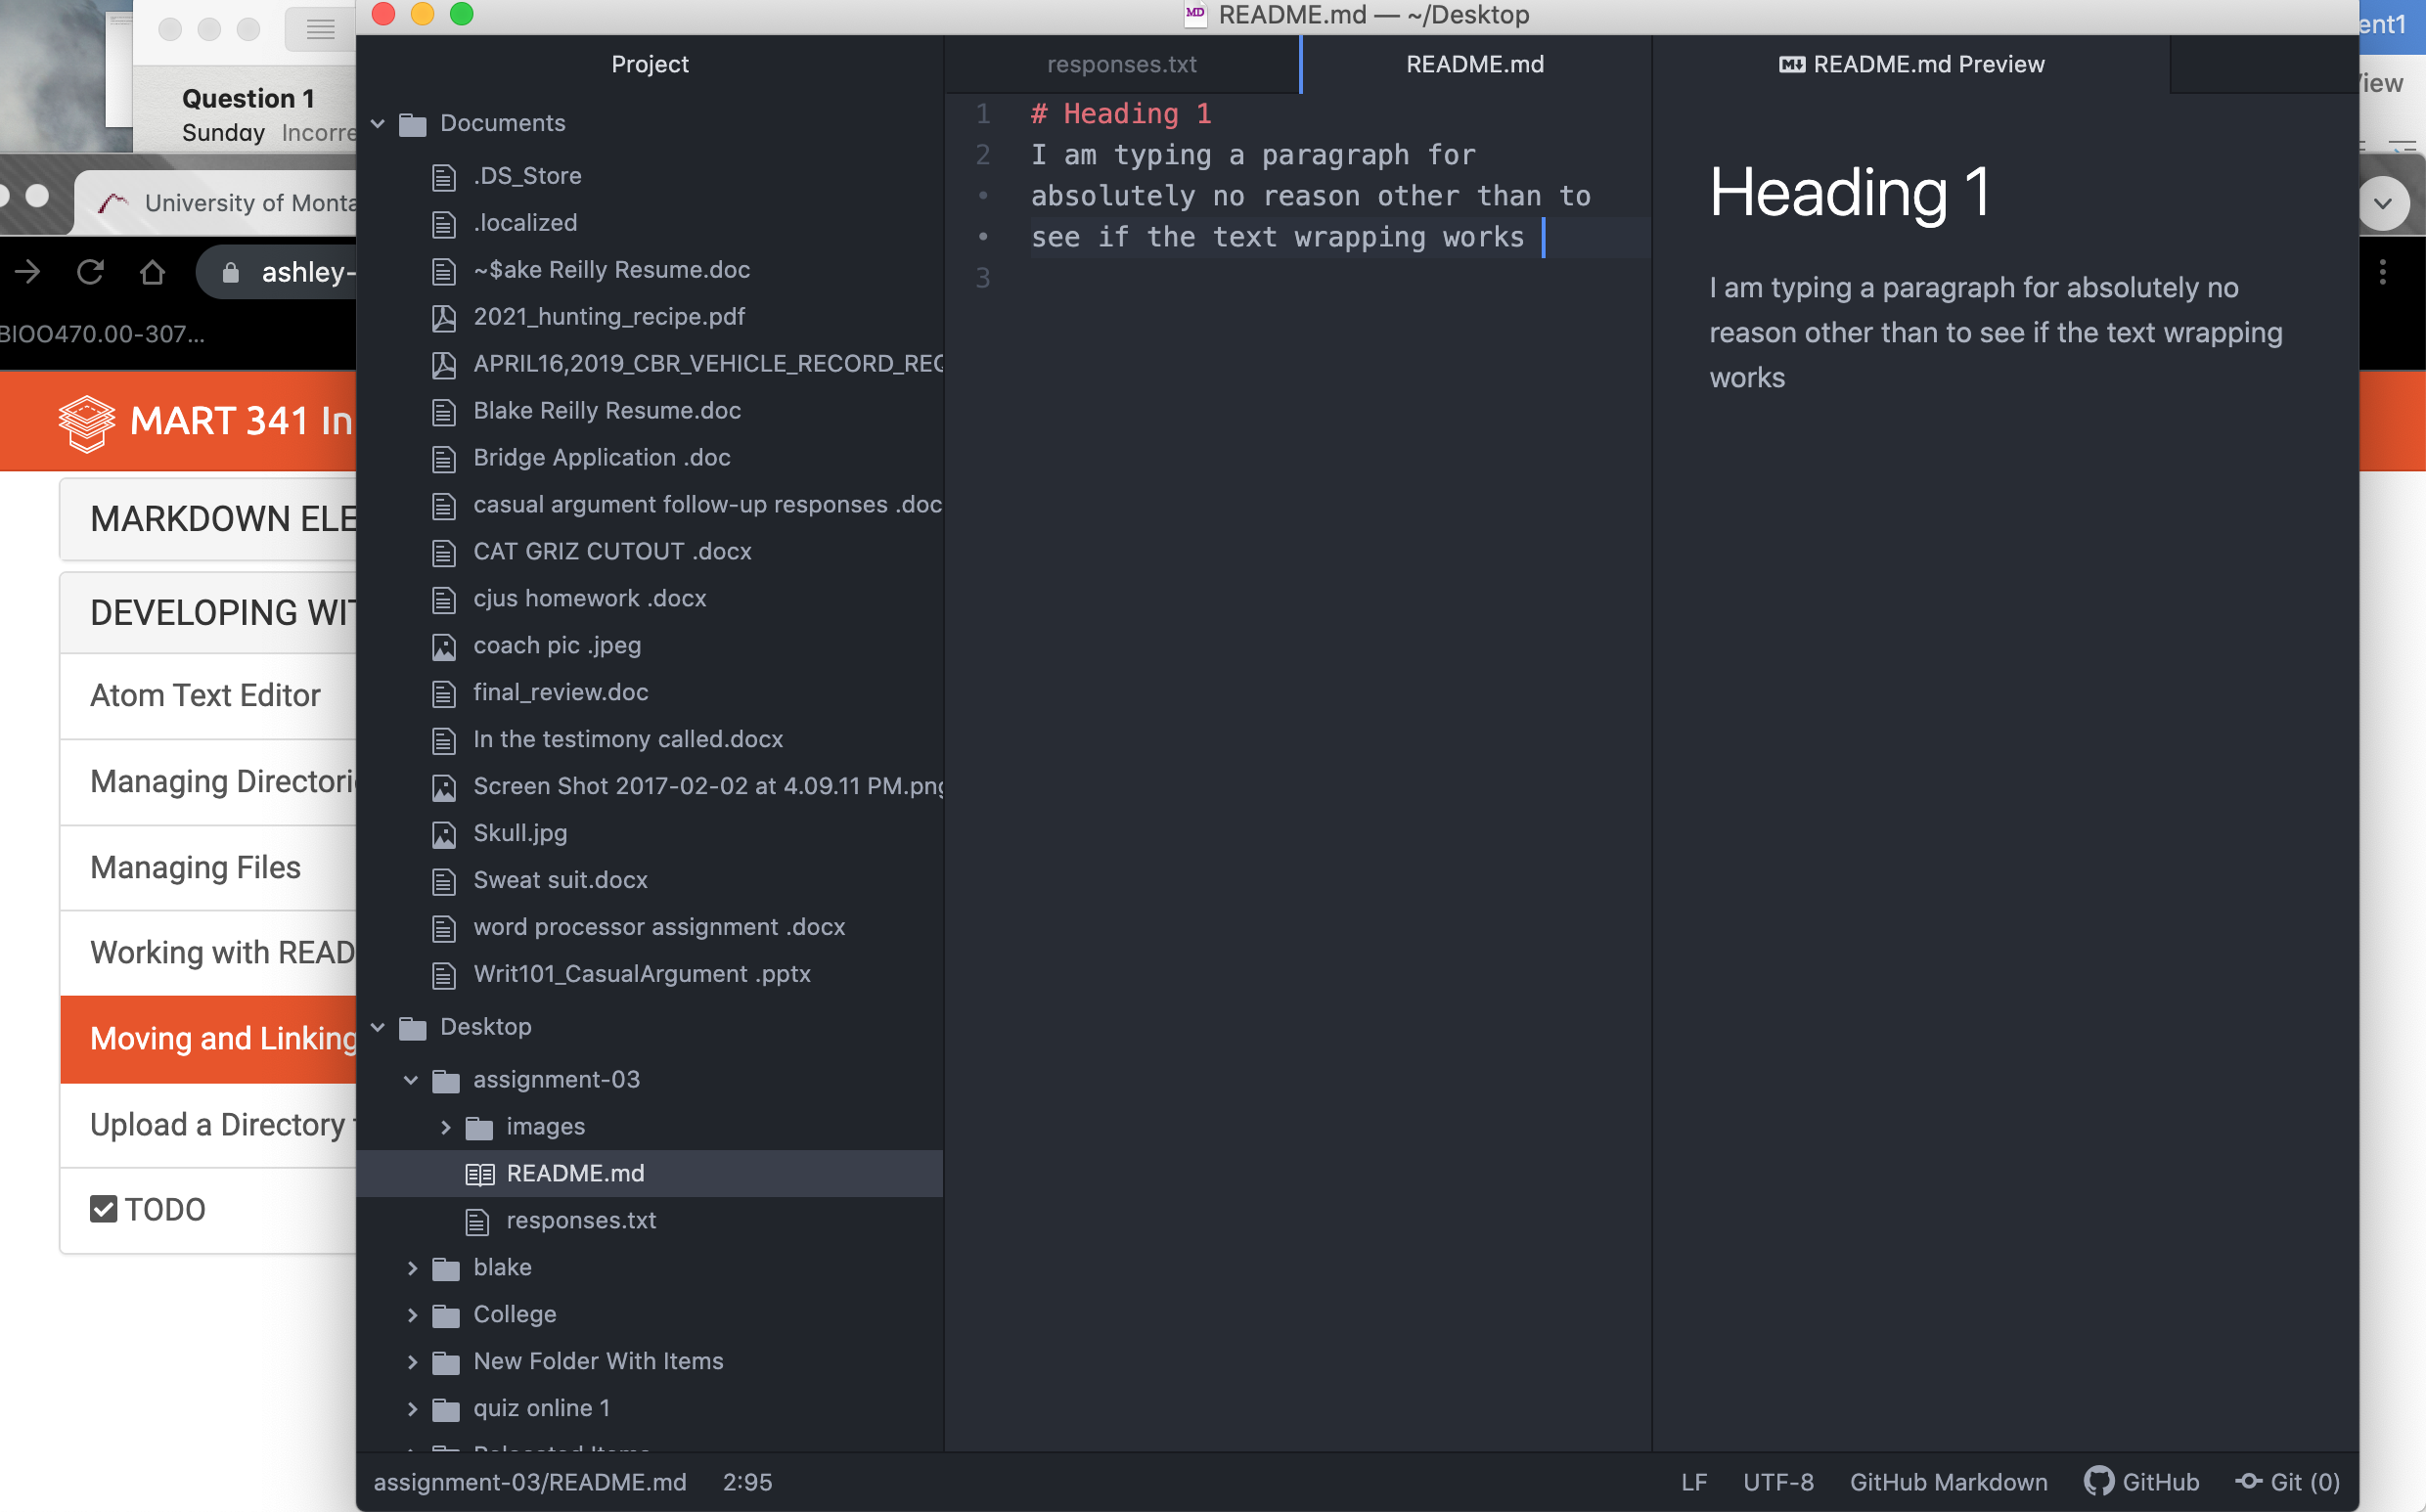 README.md — ~/Desktop
Question 1
Sunday Incorre
University of Monta
ashley-
BIOO470.00-307...
MART 341 In
MARKDOWN ELE
DEVELOPING WIT
Atom Text Editor
Managing Directorie
Managing Files
Working with READ
Moving and Linking
Upload a Directory
TODO
Project
Documents
.DS_Store
.localized
~$ake Reilly Resume.doc
2021_hunting_recipe.pdf
APRIL16,2019_CBR_VEHICLE_RECORD_REQ
Blake Reilly Resume.doc
Bridge Application .doc
casual argument follow-up responses .doc
CAT GRIZ CUTOUT .docx
cjus homework .docx
coach pic .jpeg
final_review.doc
In the testimony called.docx
Screen Shot 2017-02-02 at 4.09.11 PM.png
Skull.jpg
Sweat suit.docx
word processor assignment .docx
Writ101_CasualArgument .pptx
Desktop
assignment-03
images
README.md
responses.txt
blake
College
New Folder With Items
quiz online 1
responses.txt
README.md
1 # Heading 1
2 I am typing a paragraph for
• absolutely no reason other than to
• see if the text wrapping works
3
README.md Preview
Heading 1
I am typing a paragraph for absolutely no
reason other than to see if the text wrapping
works
ent1
iew
assignment-03/README.md 2:95
LF UTF-8 GitHub Markdown GitHub Git (0)